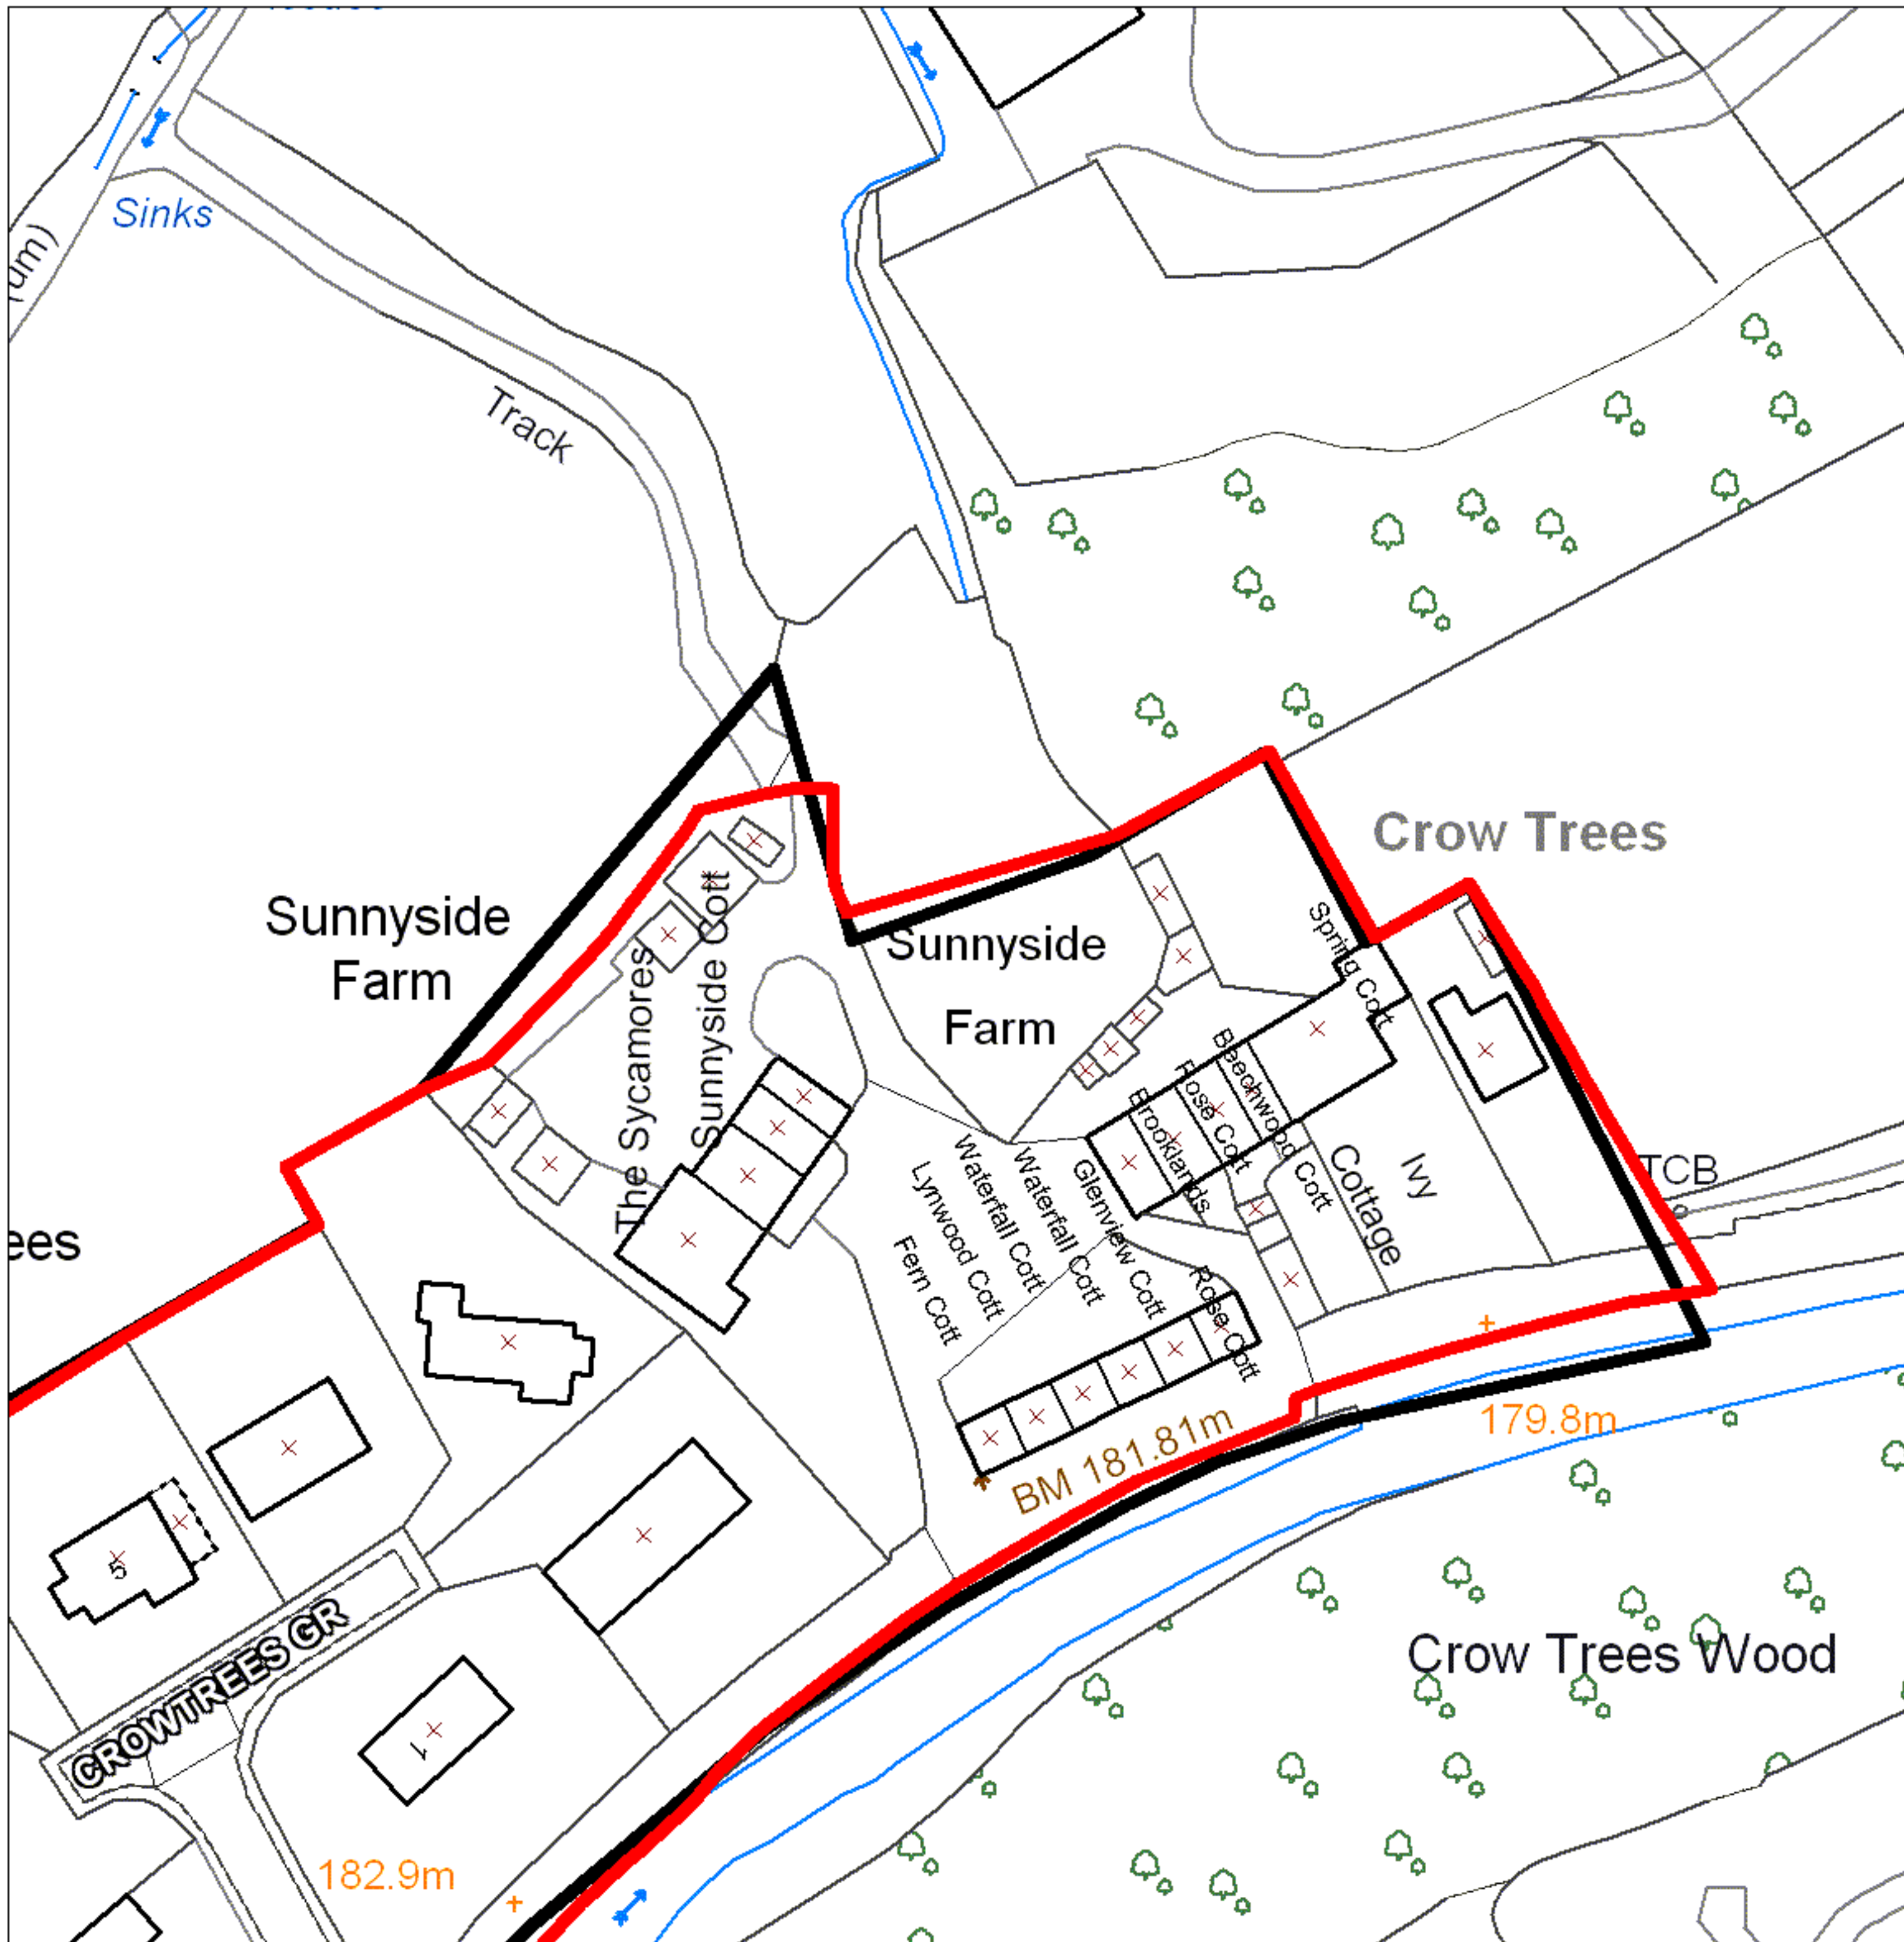 Sinks
Track
Crow Trees
Sunnyside
Farm
Sunnyside
Farm
The Sycamores
Sunnyside Cott
Spring Cott
Beechwood Cott
Rose Cott
Brooklands
Ivy
Cottage
TCB
Glenview Cott
Waterfall Cott
Waterfall Cott
Lynwood Cott
Fern Cott
Rose Cott
ees
BM 181.81m
179.8m
5
CROWTREES GR
1
Crow Trees Wood
182.9m